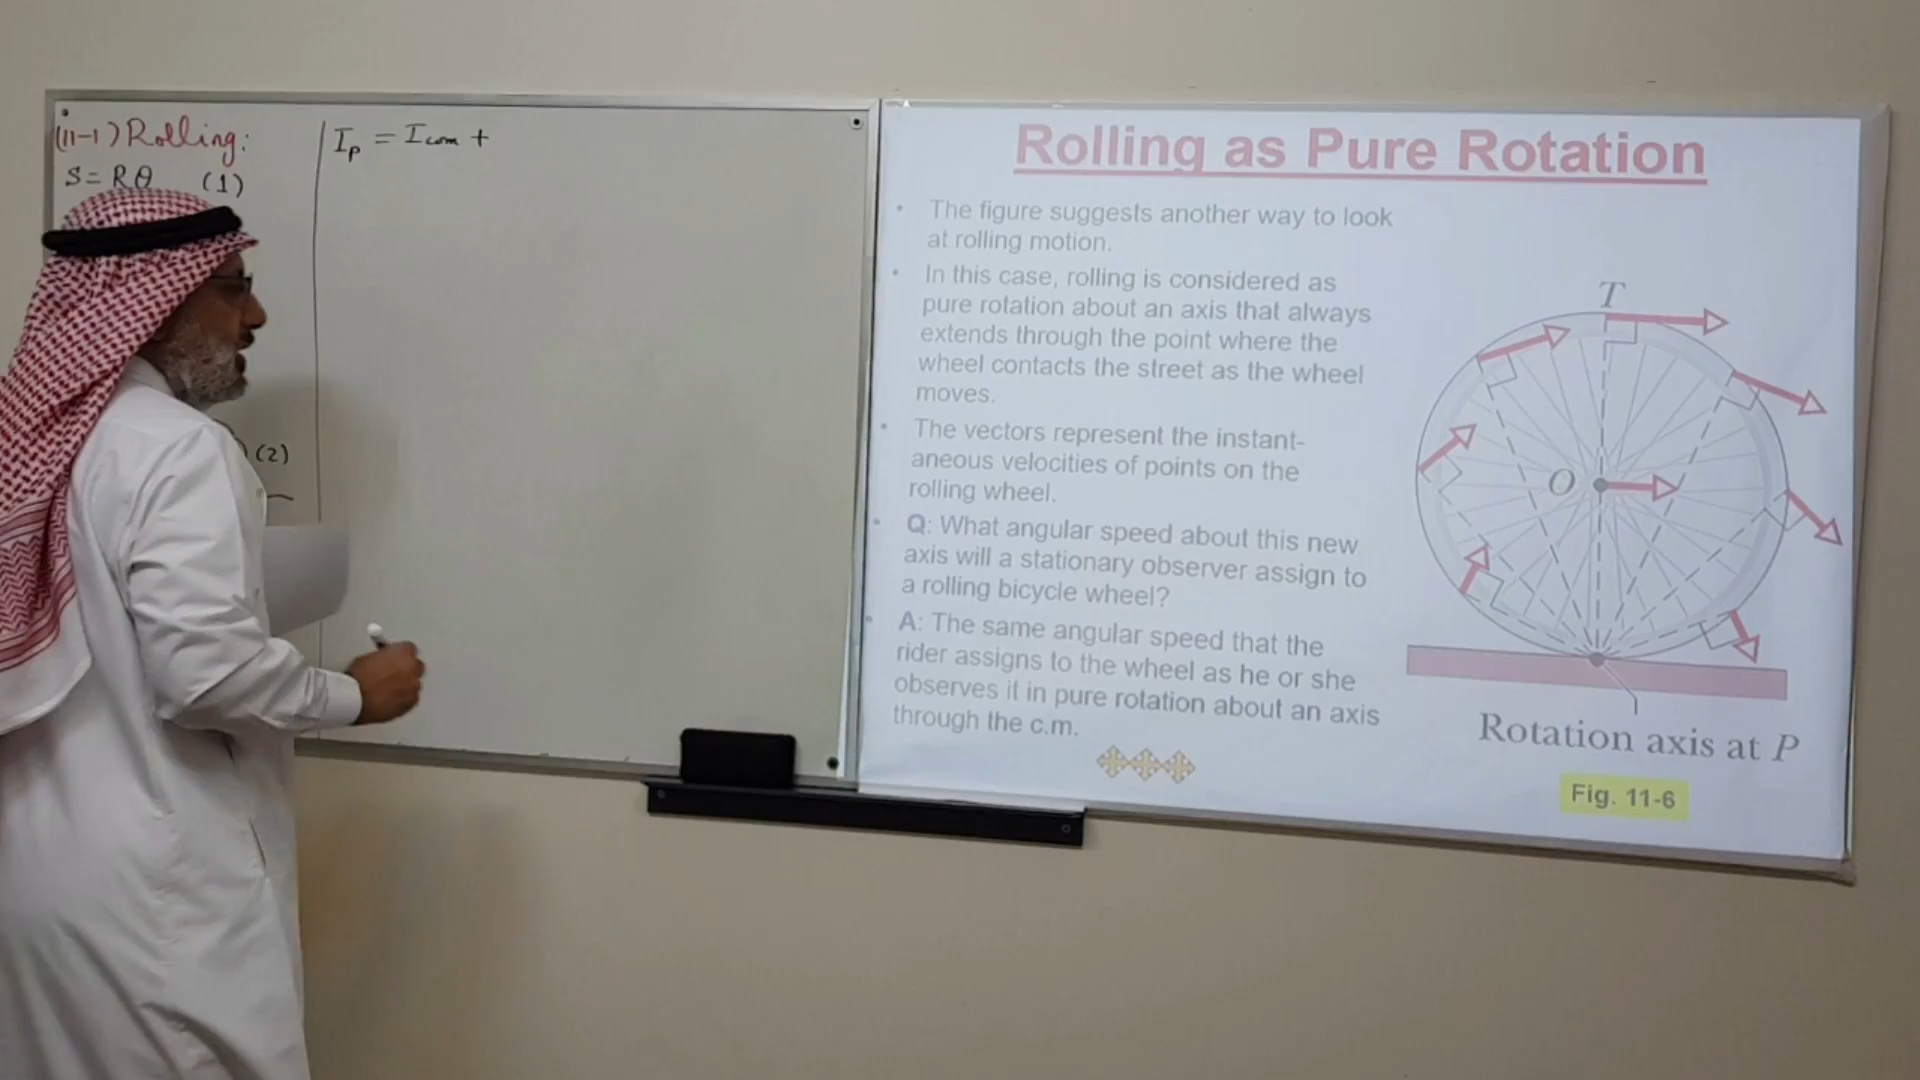 (11-1) Rolling:
S = Rθ (1)
(2)
I_P = I_com +
Rolling as Pure Rotation
• The figure suggests another way to look
at rolling motion.
• In this case, rolling is considered as
pure rotation about an axis that always
extends through the point where the
wheel contacts the street as the wheel
moves.
• The vectors represent the instant-
aneous velocities of points on the
rolling wheel.
• Q: What angular speed about this new
axis will a stationary observer assign to
a rolling bicycle wheel?
• A: The same angular speed that the
rider assigns to the wheel as he or she
observes it in pure rotation about an axis
through the c.m.
T
O
Rotation axis at P
Fig. 11-6